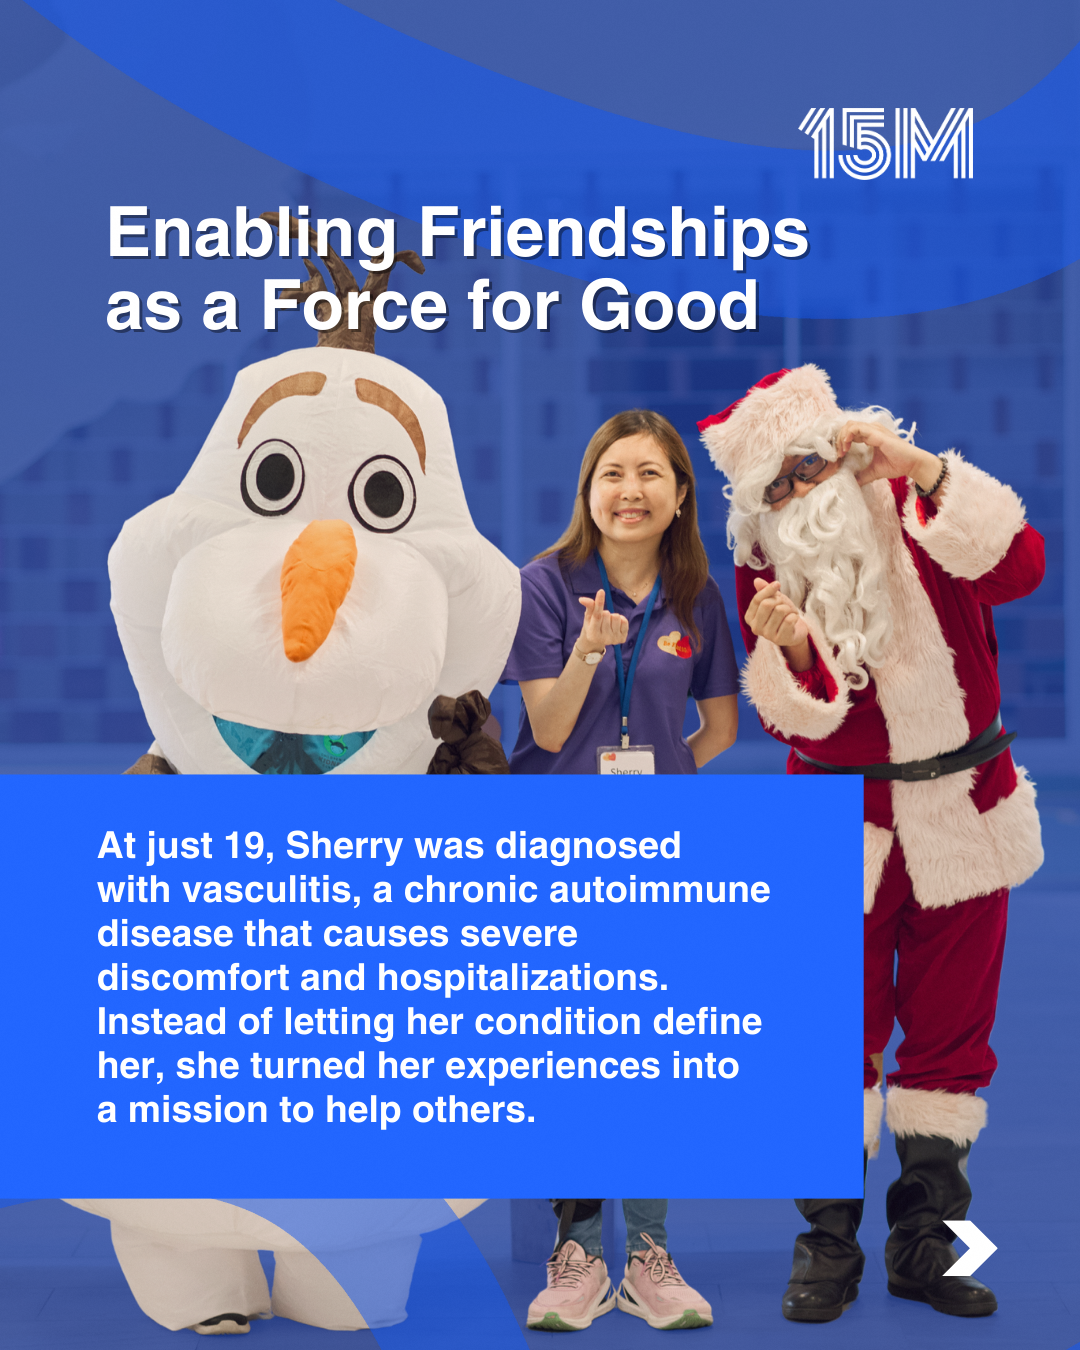 15M
Enabling Friendships
as a Force for Good
Sherry
At just 19, Sherry was diagnosed
with vasculitis, a chronic autoimmune
disease that causes severe
discomfort and hospitalizations.
Instead of letting her condition define
her, she turned her experiences into
a mission to help others.